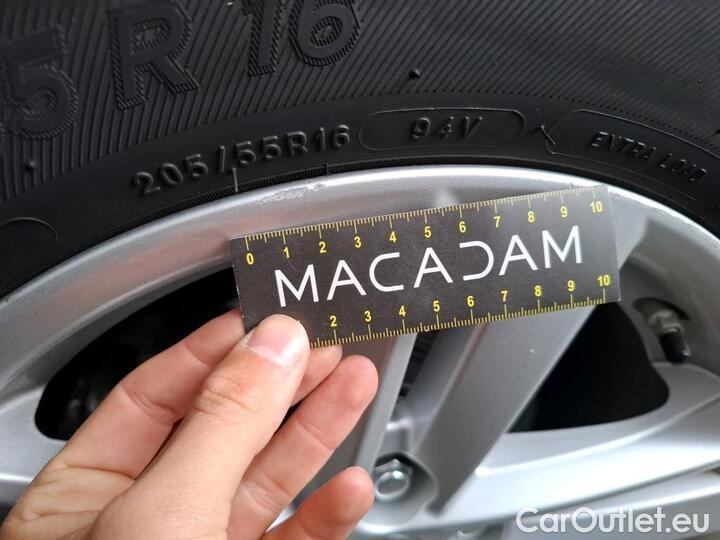 5 R 16
205/55R16 94V EXTRA LOAD
0 1 2 3 4 5 6 7 8 9 10
MACADAM
2 3 4 5 6 7 8 9 10
CarOutlet.eu